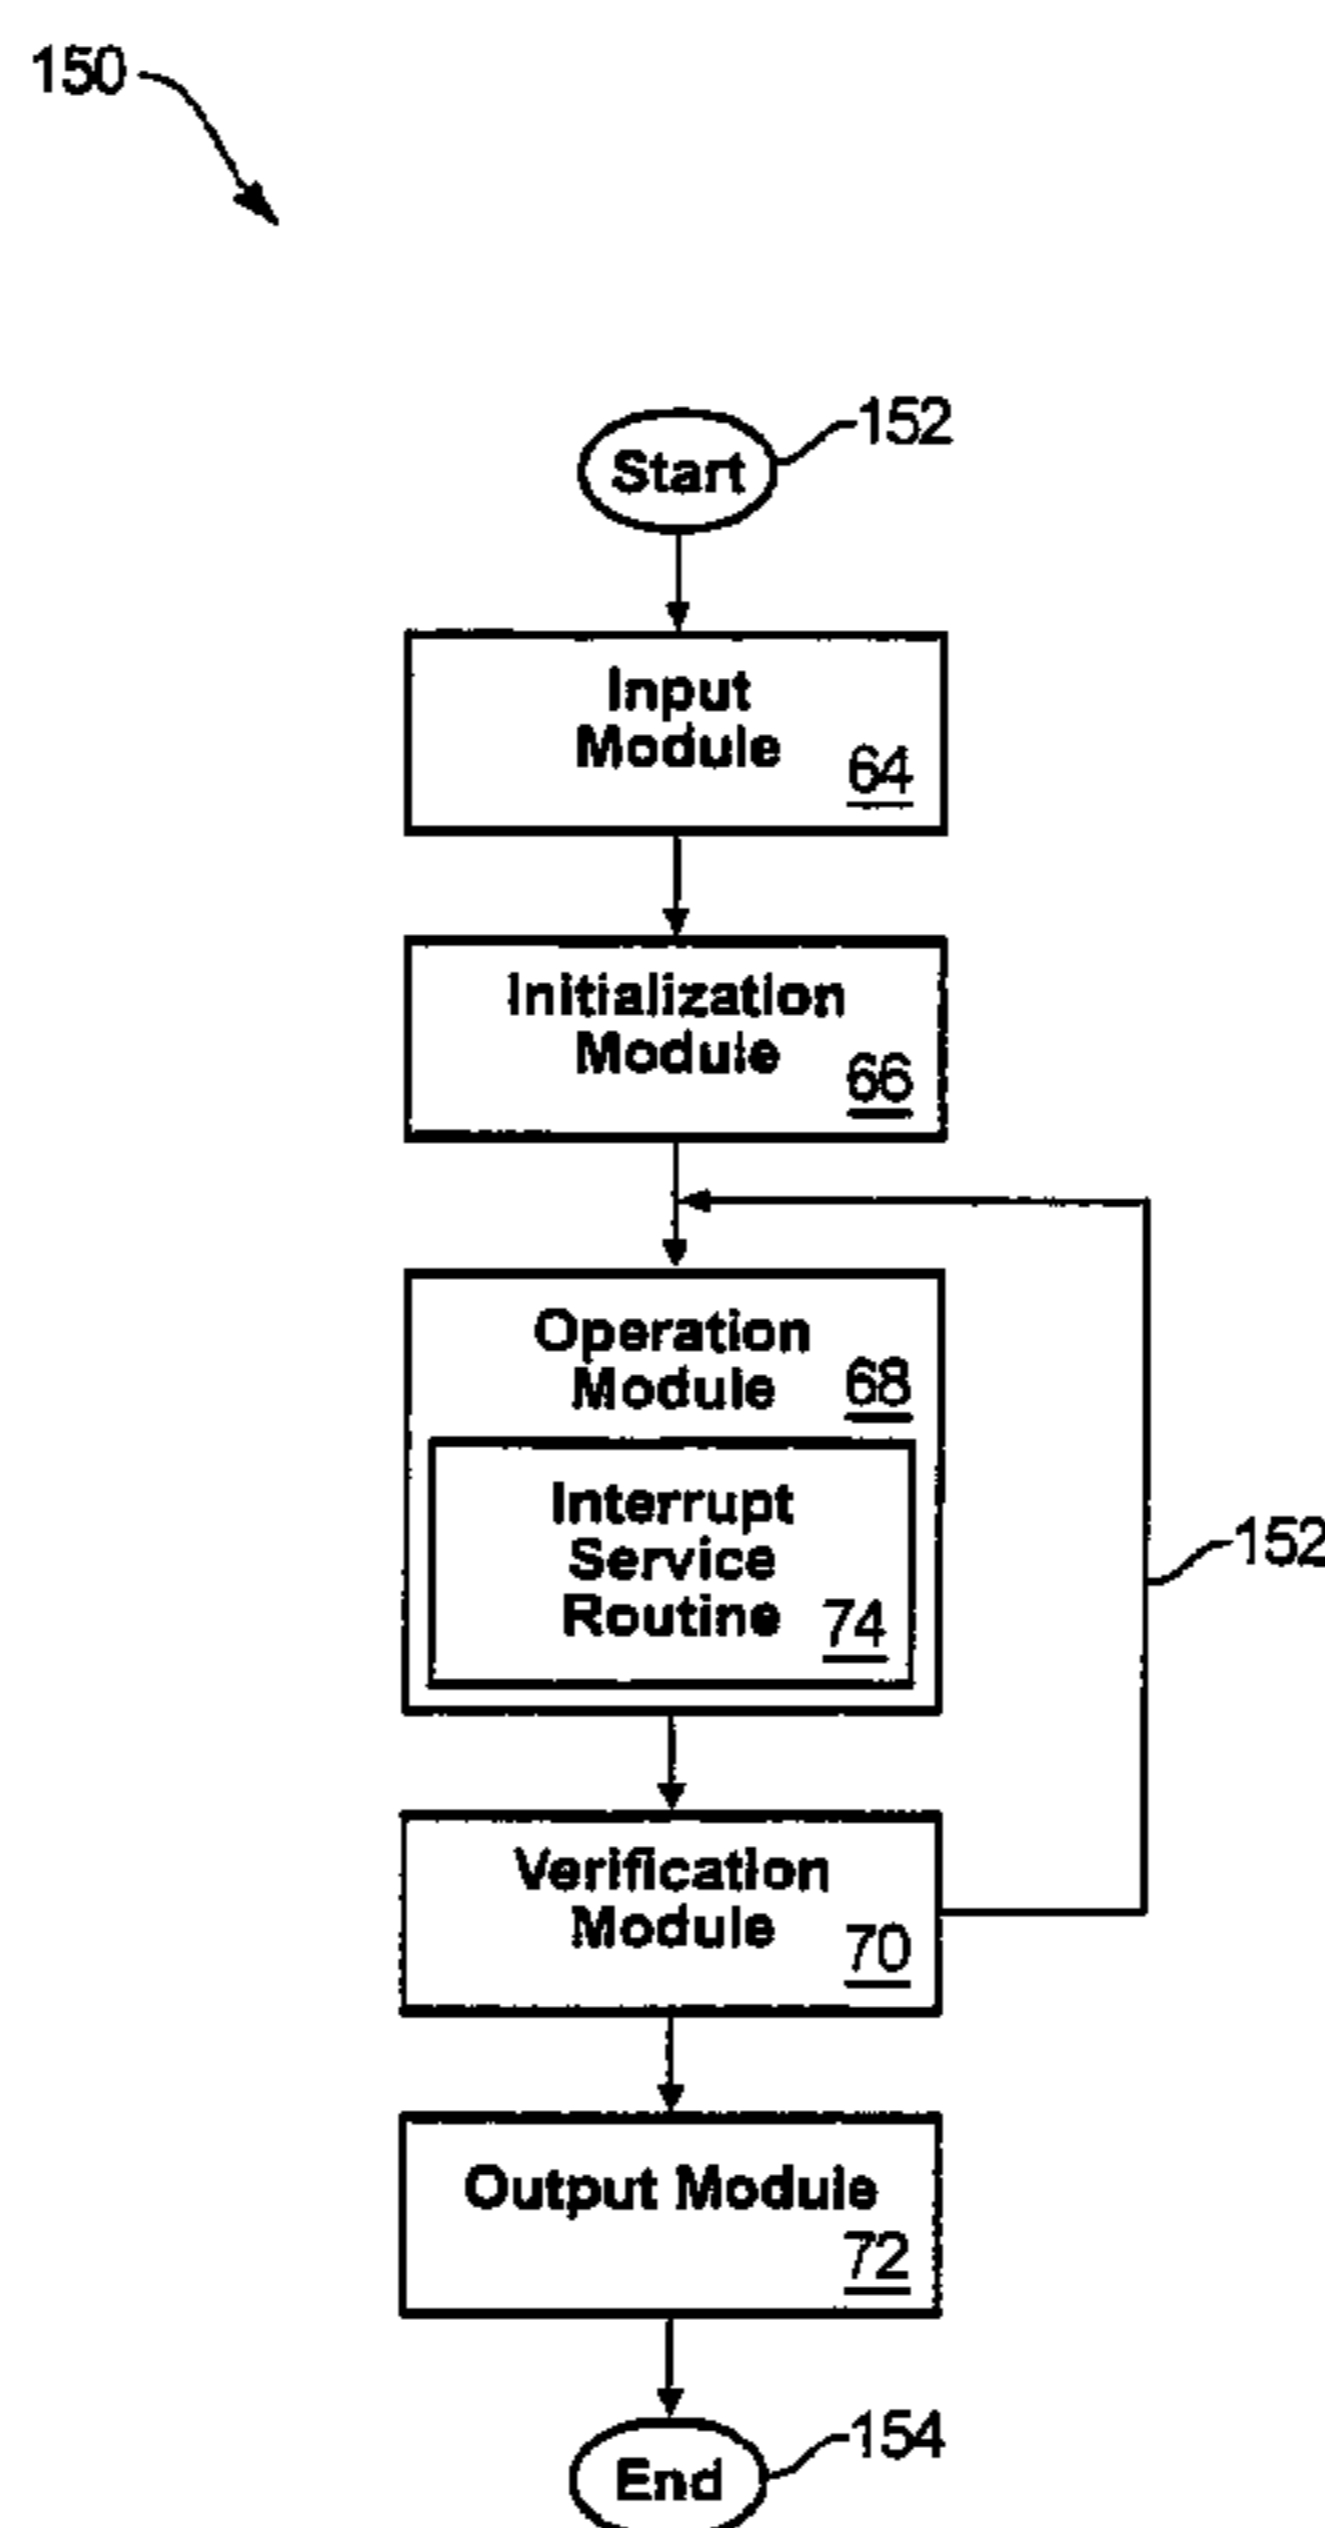 150
Start
152
Input
Module
64
Initialization
Module
66
Operation
Module
68
Interrupt
Service
Routine
74
152
Verification
Module
70
Output Module
72
End
154